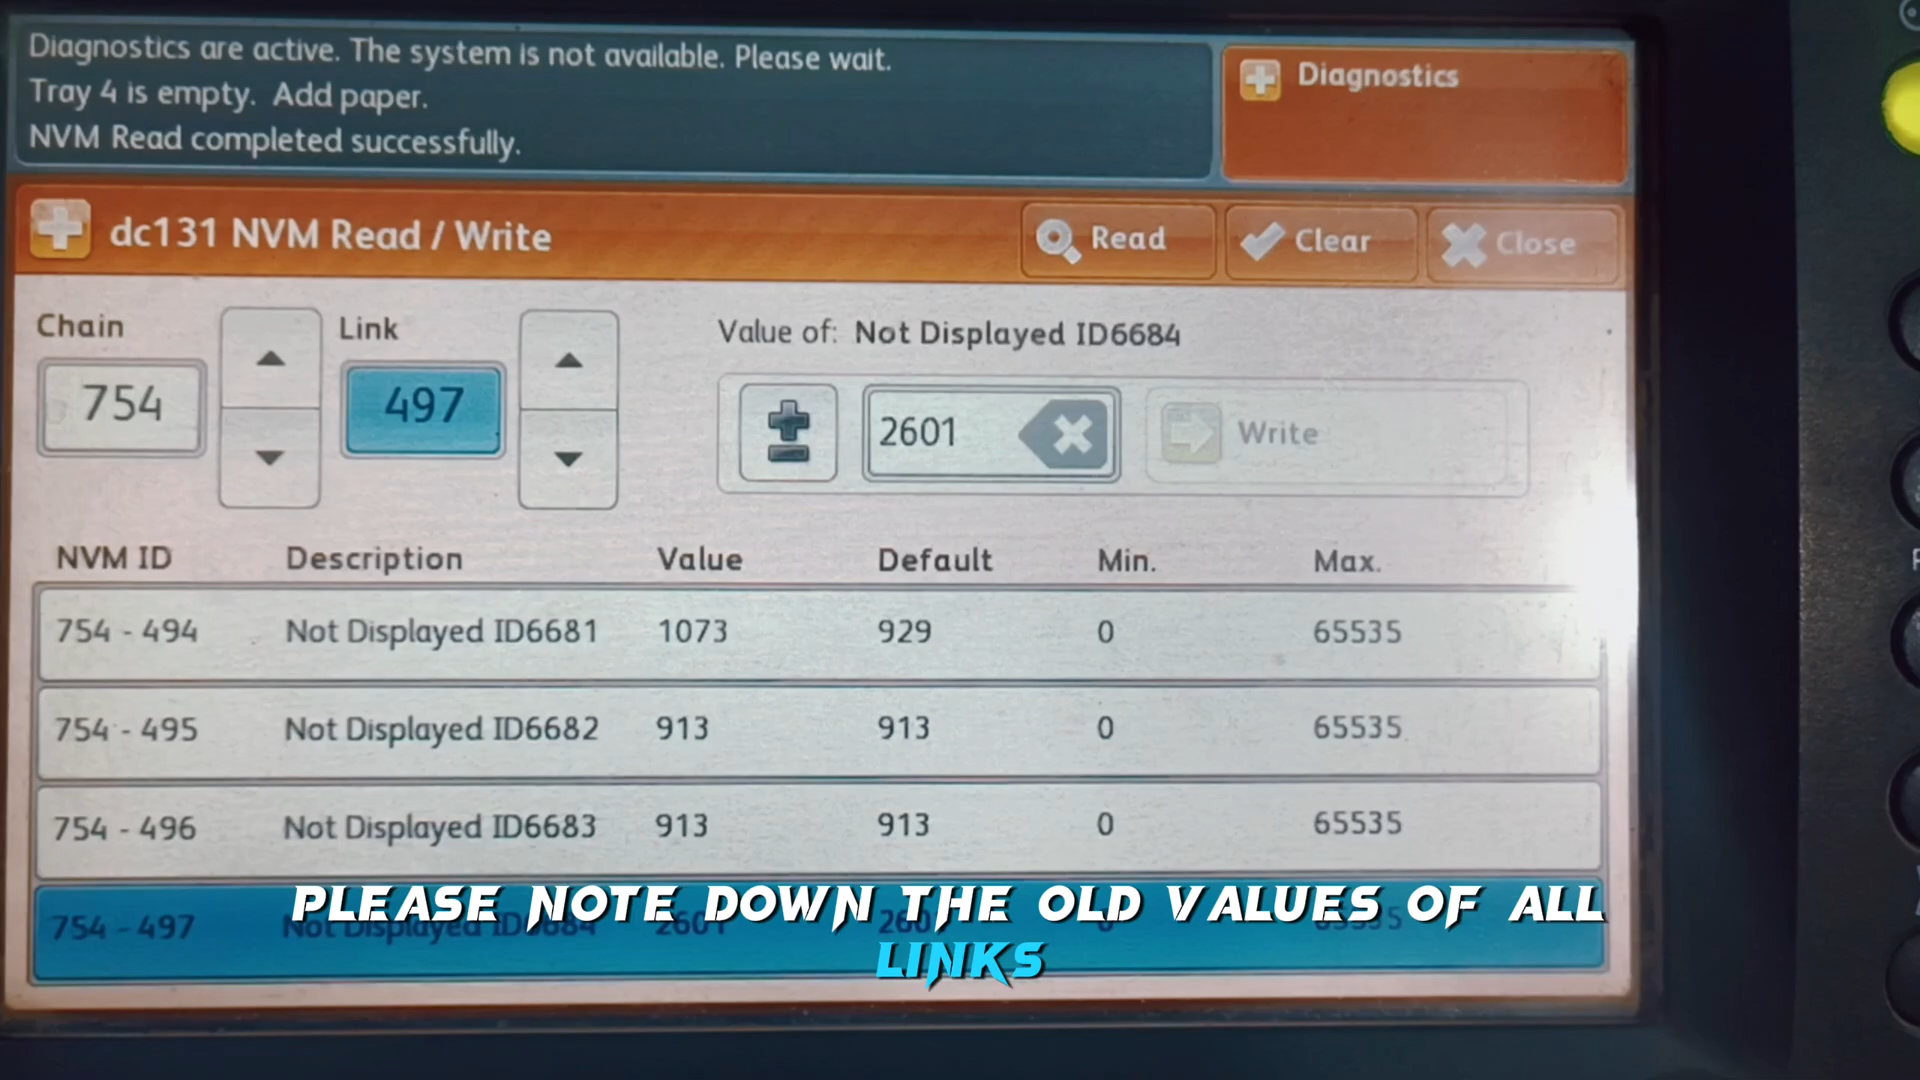 Diagnostics are active. The system is not available. Please wait.
Tray 4 is empty. Add paper.
NVM Read completed successfully.
Diagnostics
dc131 NVM Read / Write
Read
Clear
Close
Chain
Link
Value of: Not Displayed ID6684
754
497
2601
Write
NVM ID Description Value Default Min. Max.
754 - 494 Not Displayed ID6681 1073 929 0 65535
754 - 495 Not Displayed ID6682 913 913 0 65535
754 - 496 Not Displayed ID6683 913 913 0 65535
754 - 497 Not Displayed ID6684 2601
PLEASE NOTE DOWN THE OLD VALUES OF ALL
LINKS